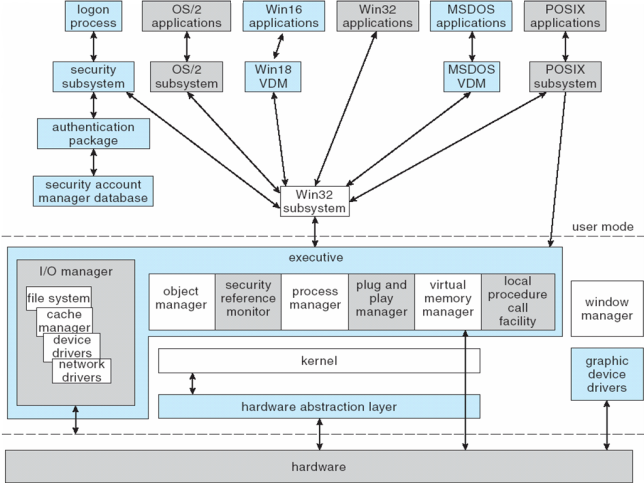 logon
process
OS/2
applications
Win16
applications
Win32
applications
MSDOS
applications
POSIX
applications
security
subsystem
OS/2
subsystem
Win18
VDM
MSDOS
VDM
POSIX
subsystem
authentication
package
security account
manager database
Win32
subsystem
user mode
executive
I/O manager
file system
cache
manager
device
drivers
network
drivers
object
manager
security
reference
monitor
process
manager
plug and
play
manager
virtual
memory
manager
local
procedure
call
facility
window
manager
kernel
graphic
device
drivers
hardware abstraction layer
hardware